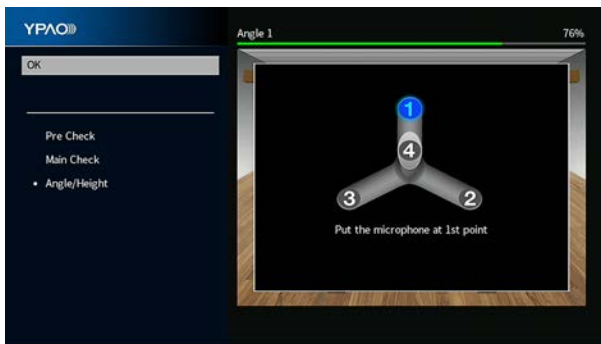 YPAO
Angle 1
76%
OK
Pre Check
Main Check
• Angle/Height
1
4
3
2
Put the microphone at 1st point